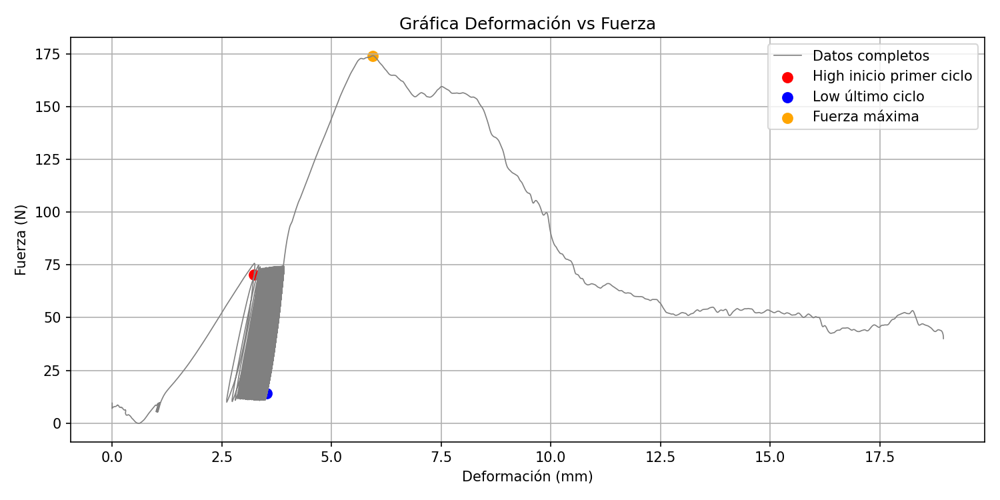 Gráfica Deformación vs Fuerza
Datos completos
High inicio primer ciclo
Low último ciclo
Fuerza máxima
Fuerza (N)
175
150
125
100
75
50
25
0
0.0 2.5 5.0 7.5 10.0 12.5 15.0 17.5
Deformación (mm)